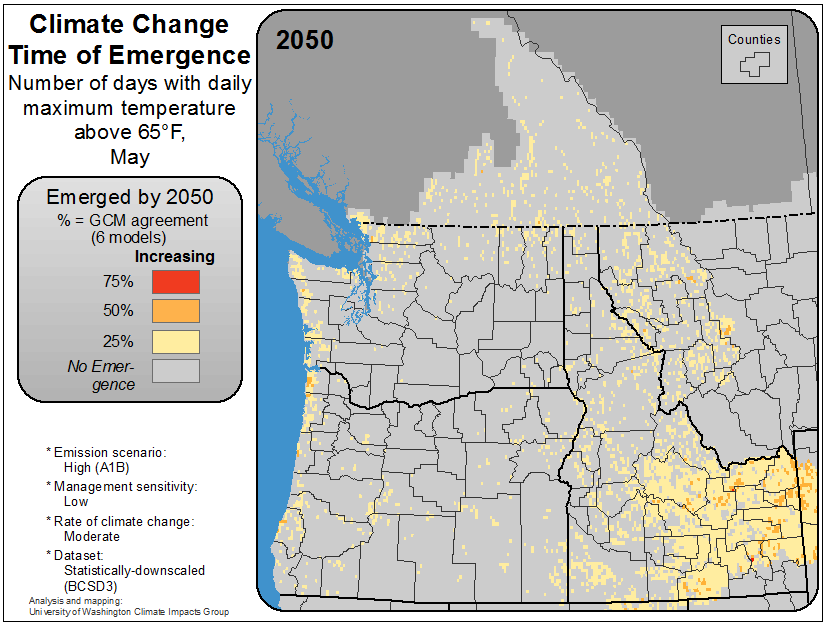 Climate Change
Time of Emergence
Number of days with daily
maximum temperature
above 65°F,
May
Emerged by 2050
% = GCM agreement
(6 models)
Increasing
75%
50%
25%
No Emer-
gence
* Emission scenario:
High (A1B)
* Management sensitivity:
Low
* Rate of climate change:
Moderate
* Dataset:
Statistically-downscaled
(BCSD3)
Analysis and mapping:
University of Washington Climate Impacts Group
2050
Counties